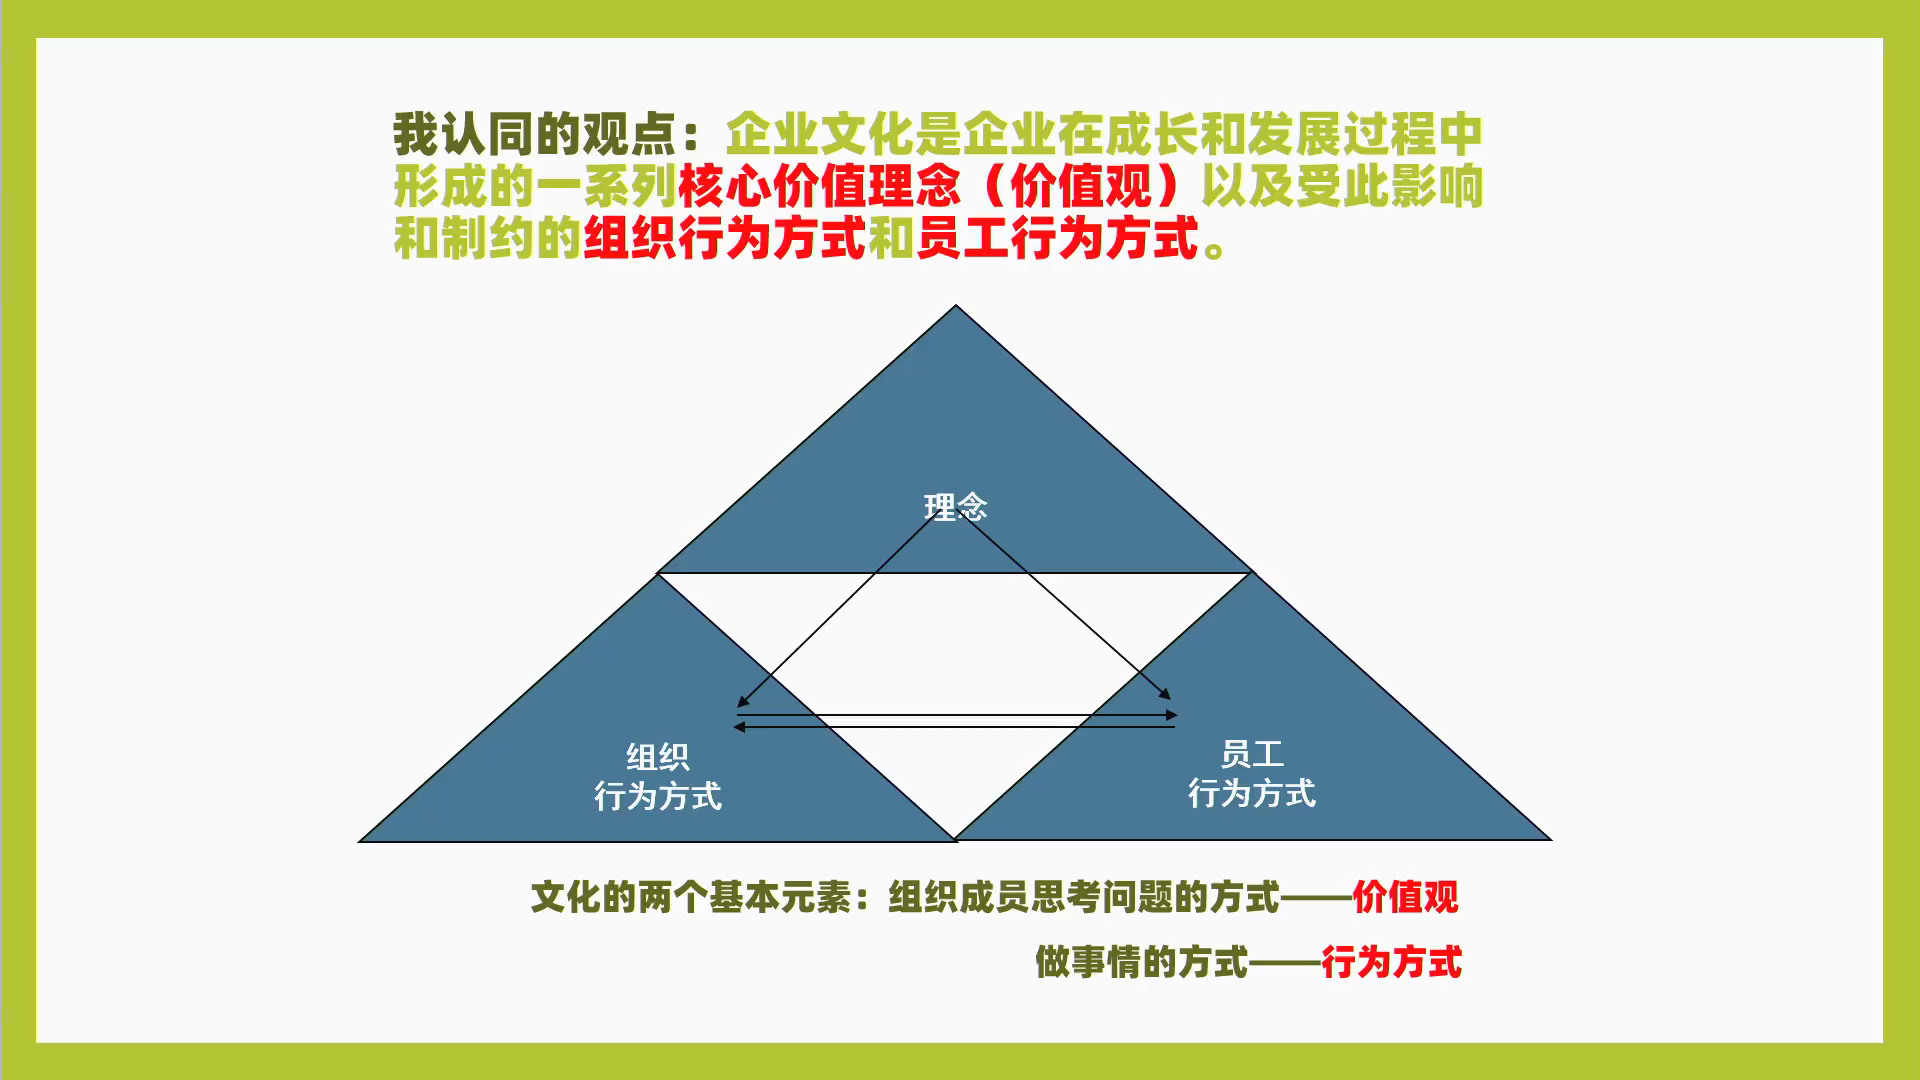 我认同的观点：企业文化是企业在成长和发展过程中
形成的一系列核心价值理念（价值观）以及受此影响
和制约的组织行为方式和员工行为方式。
理念
组织
行为方式
员工
行为方式
文化的两个基本元素：组织成员思考问题的方式——价值观
做事情的方式——行为方式